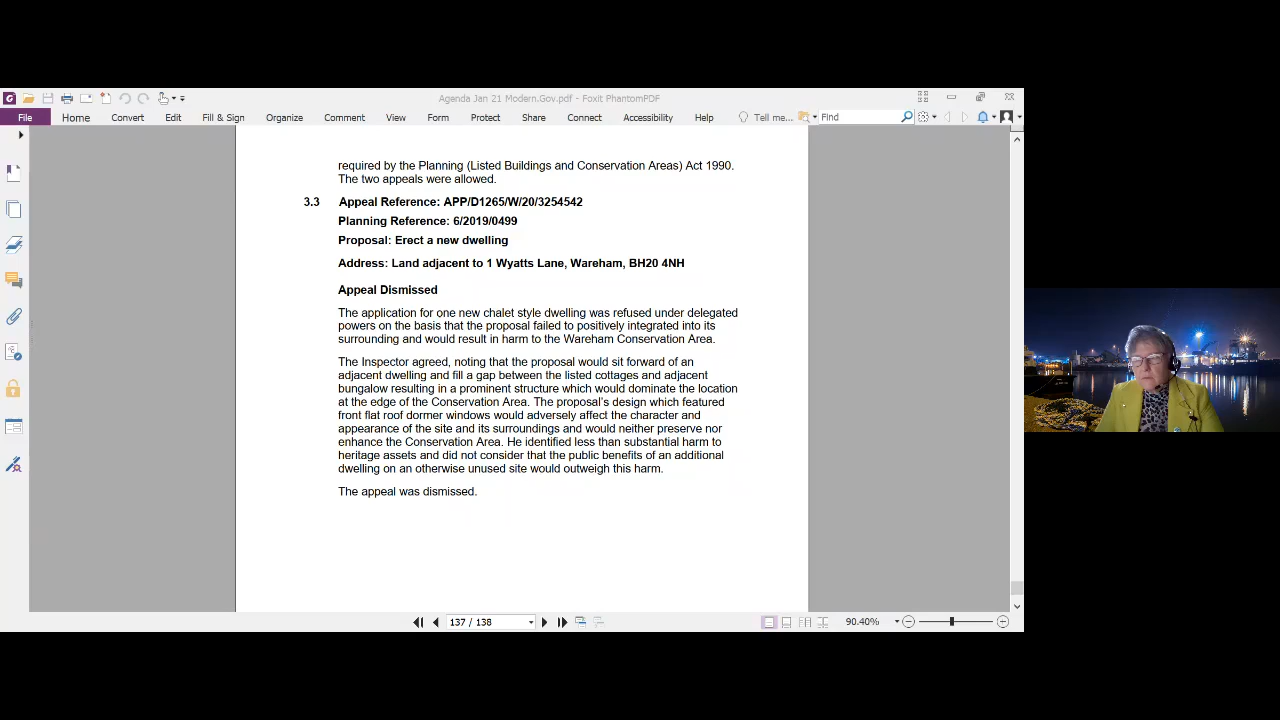 Agenda Jan 21 Modern.Gov.pdf - Foxit PhantomPDF
File Home Convert Edit Fill & Sign Organize Comment View Form Protect Share Connect Accessibility Help Tell me... Find
required by the Planning (Listed Buildings and Conservation Areas) Act 1990.
The two appeals were allowed.
3.3 Appeal Reference: APP/D1265/W/20/3254542
Planning Reference: 6/2019/0499
Proposal: Erect a new dwelling
Address: Land adjacent to 1 Wyatts Lane, Wareham, BH20 4NH
Appeal Dismissed
The application for one new chalet style dwelling was refused under delegated
powers on the basis that the proposal failed to positively integrated into its
surrounding and would result in harm to the Wareham Conservation Area.
The Inspector agreed, noting that the proposal would sit forward of an
adjacent dwelling and fill a gap between the listed cottages and adjacent
bungalow resulting in a prominent structure which would dominate the location
at the edge of the Conservation Area. The proposal's design which featured
front flat roof dormer windows would adversely affect the character and
appearance of the site and its surroundings and would neither preserve nor
enhance the Conservation Area. He identified less than substantial harm to
heritage assets and did not consider that the public benefits of an additional
dwelling on an otherwise unused site would outweigh this harm.
The appeal was dismissed.
137 / 138
90.40%